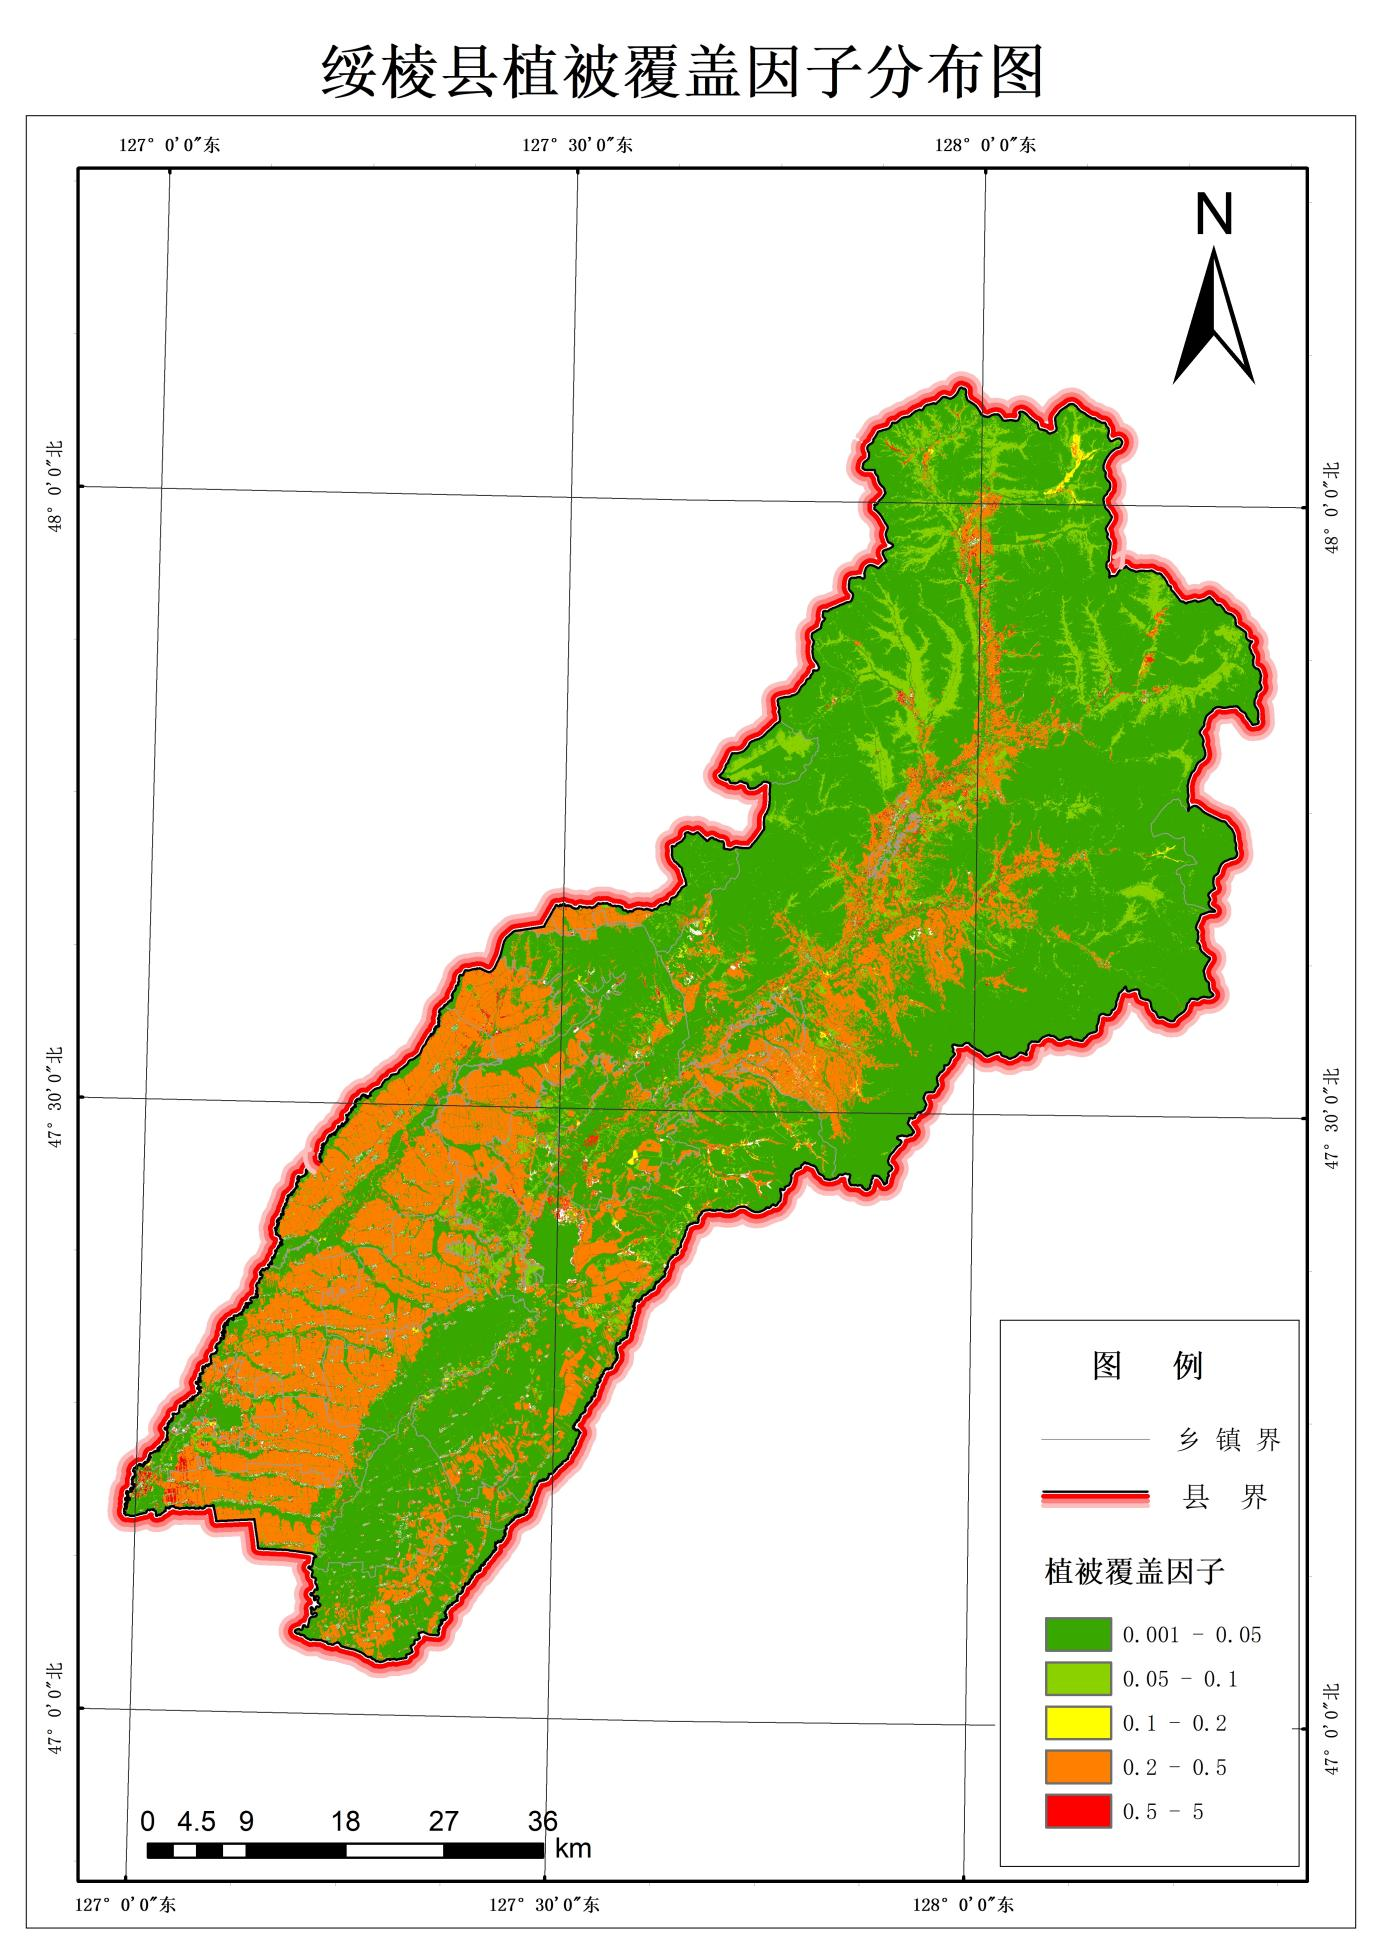 绥棱县植被覆盖因子分布图
127° 0'0"东
127° 30'0"东
128° 0'0"东
N
48° 0'0"北
48° 0'0"北
47° 30'0"北
47° 30'0"北
图 例
乡 镇 界
县 界
植被覆盖因子
0.001 - 0.05
0.05 - 0.1
0.1 - 0.2
0.2 - 0.5
0.5 - 5
47° 0'0"北
47° 0'0"北
0 4.5 9 18 27 36
km
127° 0'0"东
127° 30'0"东
128° 0'0"东